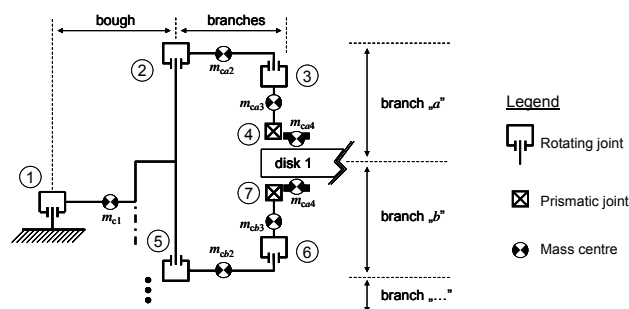 bough
branches
2
m_ca2
3
m_ca3
branch „a”
4
m_ca4
disk 1
1
m_c1
7
m_ca4
m_cb3
branch „b”
5
m_cb2
6
branch „...”
Legend
Rotating joint
Prismatic joint
Mass centre